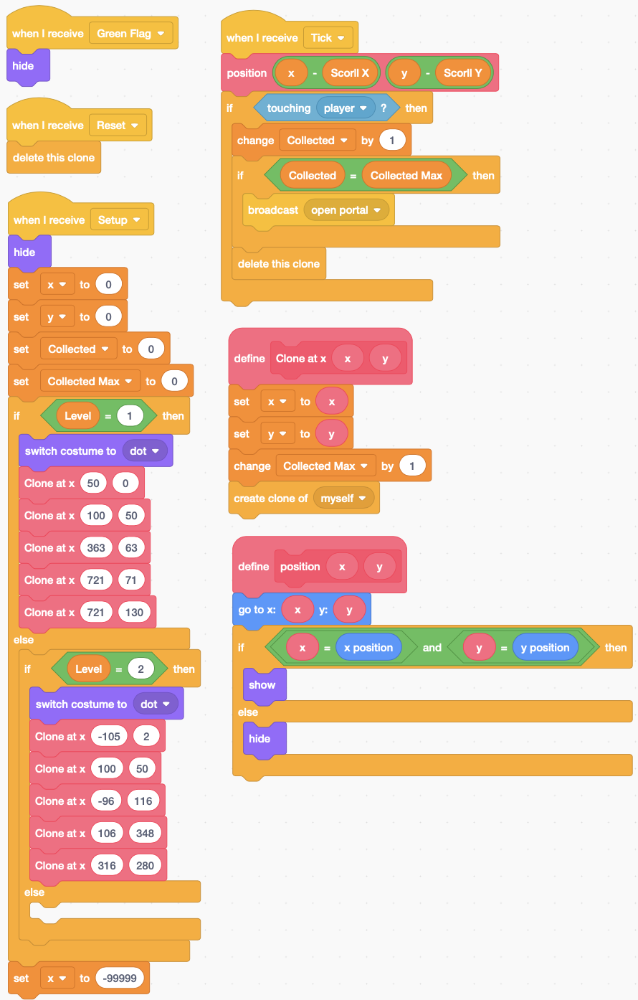 when I receive Green Flag
hide
when I receive Reset
delete this clone
when I receive Setup
hide
set x to 0
set y to 0
set Collected to 0
set Collected Max to 0
if Level = 1 then
switch costume to dot
Clone at x 50 0
Clone at x 100 50
Clone at x 363 63
Clone at x 721 71
Clone at x 721 130
else
if Level = 2 then
switch costume to dot
Clone at x -105 2
Clone at x 100 50
Clone at x -96 116
Clone at x 106 348
Clone at x 316 280
else
set x to -99999
when I receive Tick
position x - Scorll X y - Scorll Y
if touching player ? then
change Collected by 1
if Collected = Collected Max then
broadcast open portal
delete this clone
define Clone at x x y
set x to x
set y to y
change Collected Max by 1
create clone of myself
define position x y
go to x: x y: y
if x = x position and y = y position then
show
else
hide